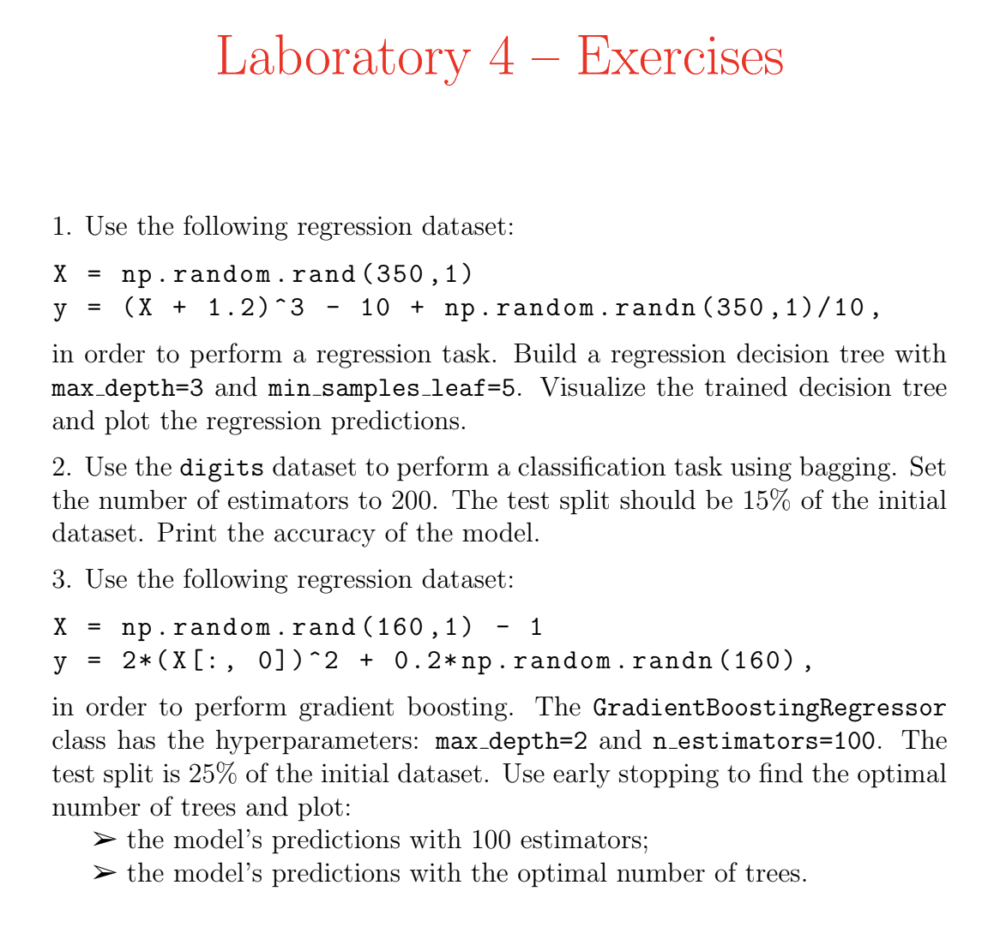 Laboratory 4 – Exercises
1. Use the following regression dataset:
X = np.random.rand(350,1)
y = (X + 1.2)^3 - 10 + np.random.randn(350,1)/10,
in order to perform a regression task. Build a regression decision tree with
max_depth=3 and min_samples_leaf=5. Visualize the trained decision tree
and plot the regression predictions.
2. Use the digits dataset to perform a classification task using bagging. Set
the number of estimators to 200. The test split should be 15% of the initial
dataset. Print the accuracy of the model.
3. Use the following regression dataset:
X = np.random.rand(160,1) - 1
y = 2*(X[:, 0])^2 + 0.2*np.random.randn(160),
in order to perform gradient boosting. The GradientBoostingRegressor
class has the hyperparameters: max_depth=2 and n_estimators=100. The
test split is 25% of the initial dataset. Use early stopping to find the optimal
number of trees and plot:
➢ the model's predictions with 100 estimators;
➢ the model's predictions with the optimal number of trees.